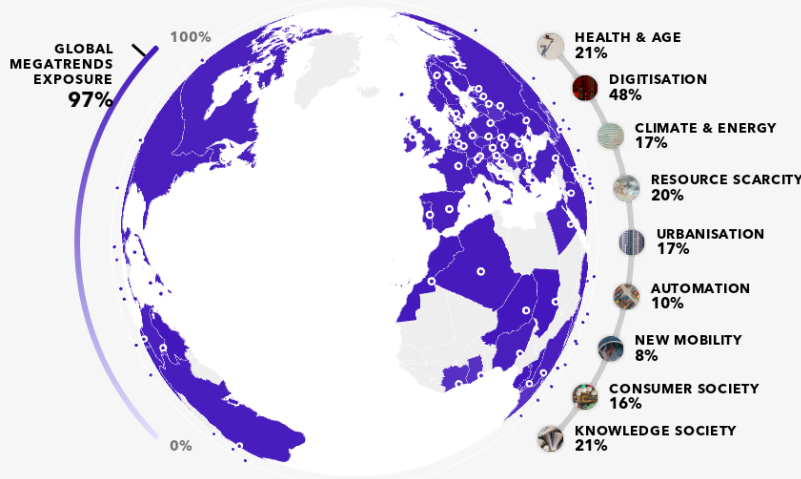 GLOBAL
MEGATRENDS
EXPOSURE
97%
100%
0%
HEALTH & AGE
21%
DIGITISATION
48%
CLIMATE & ENERGY
17%
RESOURCE SCARCITY
20%
URBANISATION
17%
AUTOMATION
10%
NEW MOBILITY
8%
CONSUMER SOCIETY
16%
KNOWLEDGE SOCIETY
21%